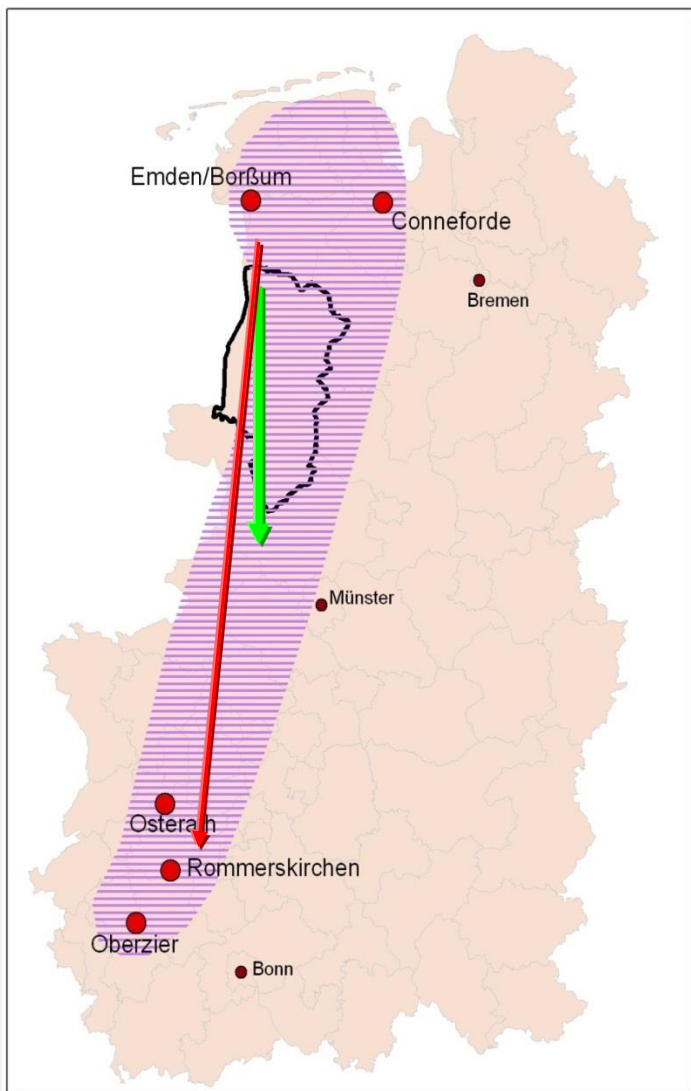 Emden/Borßum
Conneforde
Bremen
Münster
Osterath
Rommerskirchen
Oberzier
Bonn